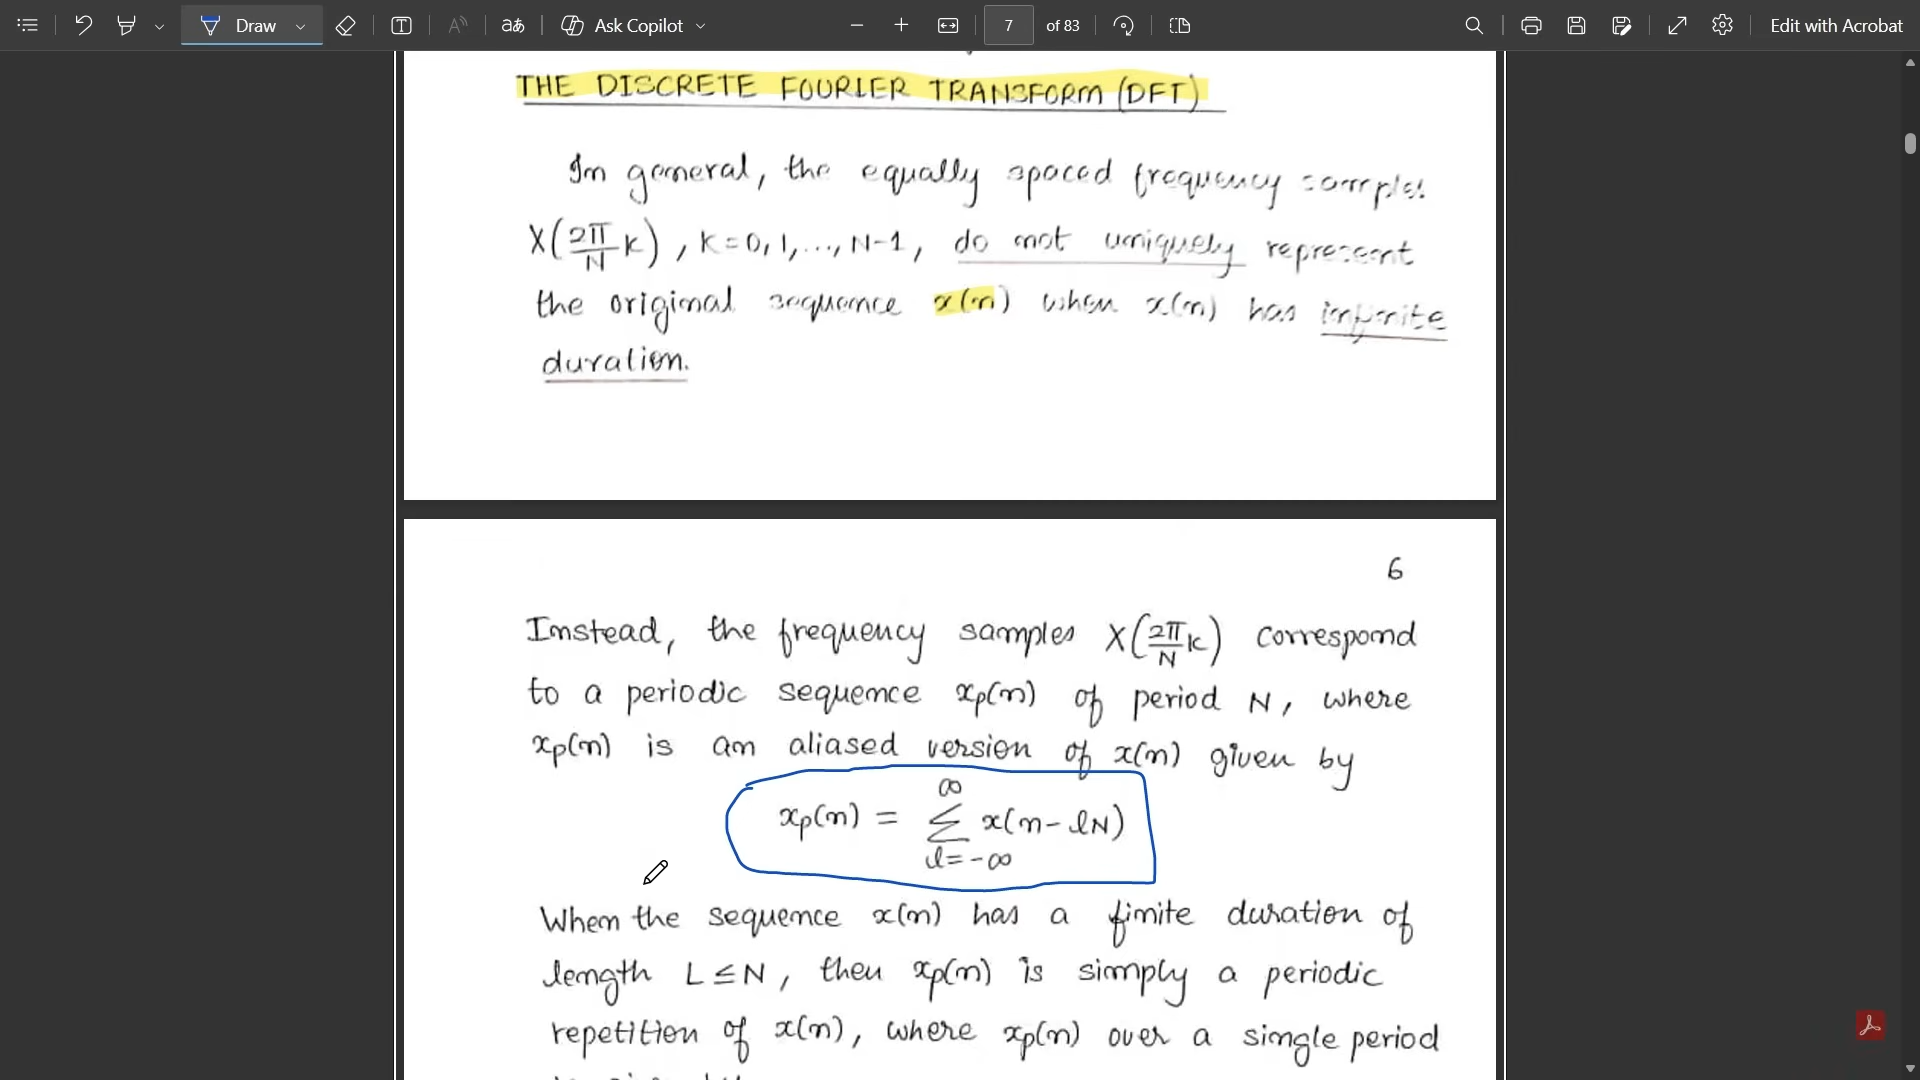 Draw
Ask Copilot
7 of 83
Edit with Acrobat
THE DISCRETE FOURIER TRANSFORM (DFT)
In general, the equally spaced frequency samples
X(2π/N k), K=0, 1, ..., N-1, do not uniquely represent
the original sequence x(n) when x(n) has infinite
duration.
6
Instead, the frequency samples X(2π/N k) correspond
to a periodic sequence xp(n) of period N, where
xp(n) is an aliased version of x(n) given by
xp(n) = ∞∑l=-∞ x(n-lN)
When the sequence x(n) has a finite duration of
length L≤N, then xp(n) is simply a periodic
repetition of x(n), where xp(n) over a single period